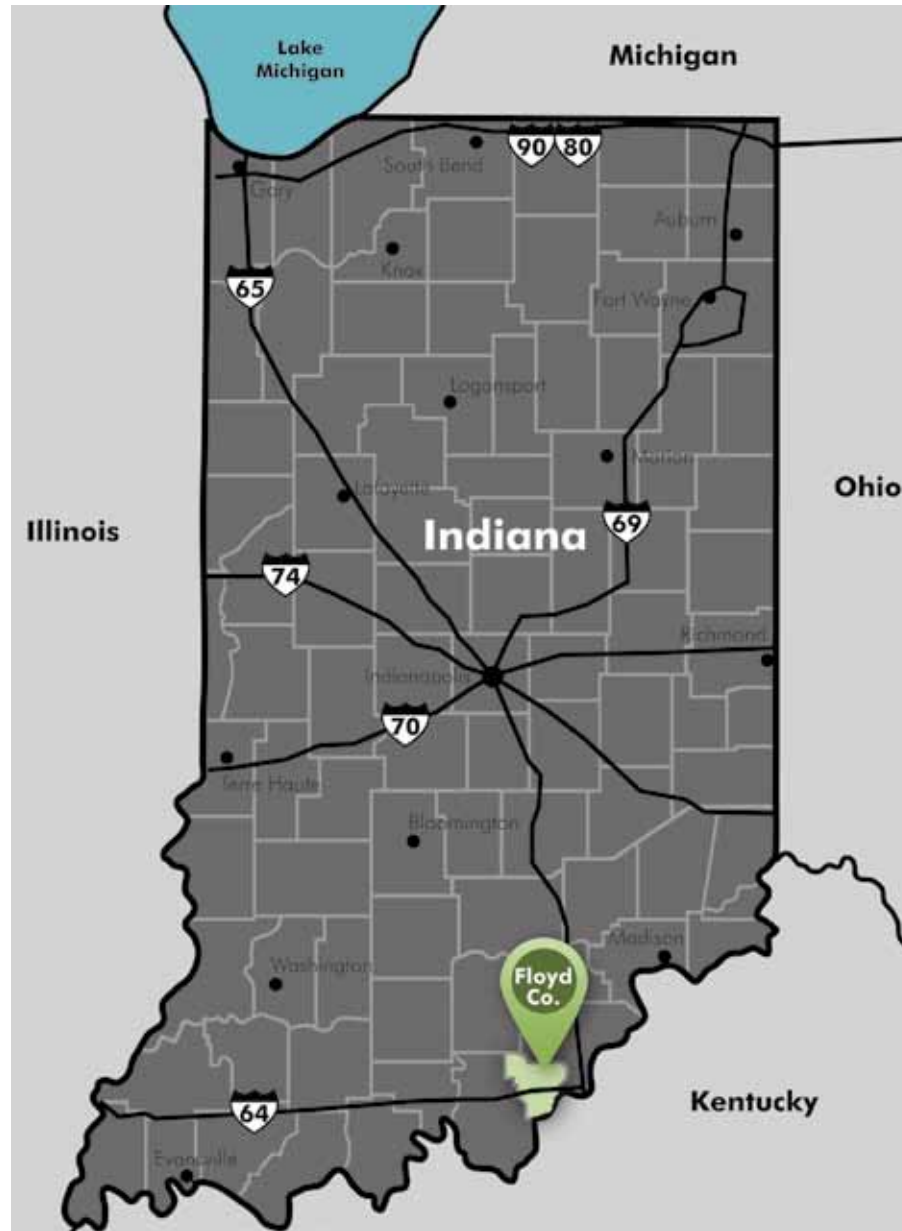 Lake
Michigan
Michigan
90
80
South Bend
Gary
Auburn
Knox
65
Fort Wayne
Logansport
Marion
Lafayette
Ohio
Illinois
Indiana
69
74
Richmond
Indianapolis
70
Terre Haute
Bloomington
Madison
Washington
Floyd
Co.
Kentucky
64
Evansville